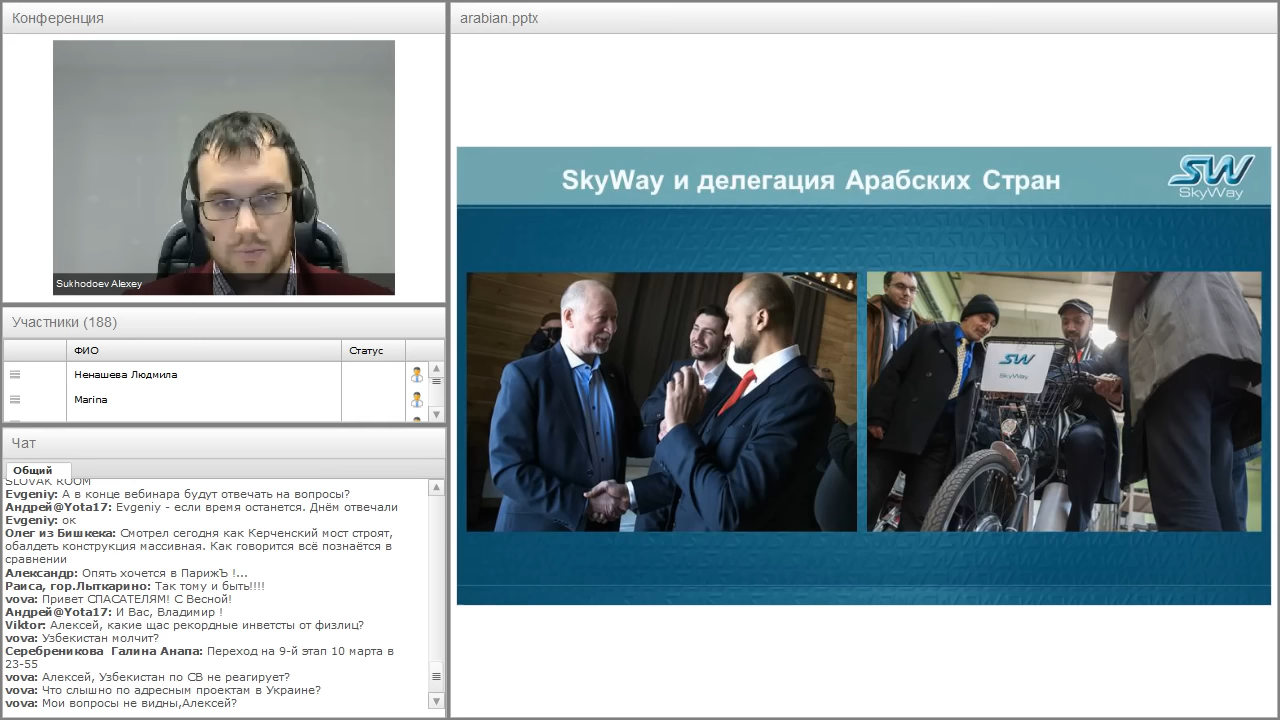 Конференция
Sukhodoev Alexey
Участники (188)
ФИО
Статус
Ненашева Людмила
Marina
Чат
Общий
SLOVAK ROOM
Evgeniy: А в конце вебинара будут отвечать на вопросы?
Андрей@Yota17: Evgeniy - если время останется. Днём отвечали
Evgeniy: ок
Олег из Бишкека: Смотрел сегодня как Керченский мост строят,
обалдеть конструкция массивная. Как говорится всё познаётся в
сравнении
Александр: Опять хочется в ПарижЪ !...
Раиса, гор.Лыткарино: Так тому и быть!!!!
vova: Привет СПАСАТЕЛЯМ! С Весной!
Андрей@Yota17: И Вас, Владимир !
Viktor: Алексей, какие щас рекордные инветсты от физлиц?
vova: Узбекистан молчит?
Серебреникова Галина Анапа: Переход на 9-й этап 10 марта в
23-55
vova: Алексей, Узбекистан по СВ не реагирует?
vova: Что слышно по адресным проектам в Украине?
vova: Мои вопросы не видны,Алексей?
arabian.pptx
SkyWay и делегация Арабских Стран
SW
SkyWay
SW
SkyWay